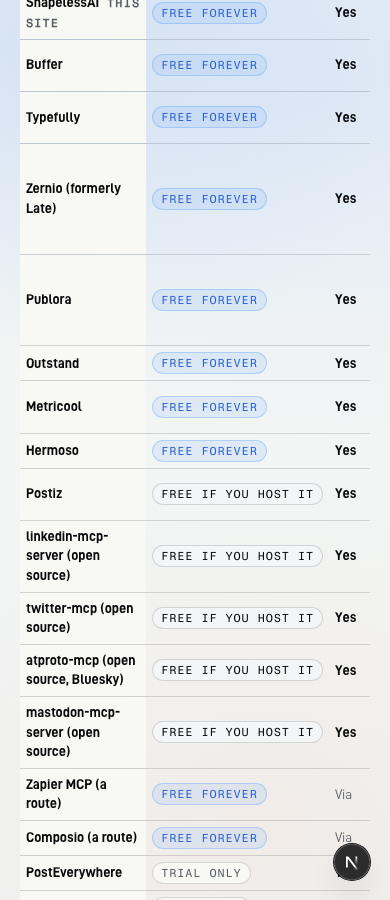 ShapelessAI THIS SITE FREE FOREVER Yes
Buffer FREE FOREVER Yes
Typefully FREE FOREVER Yes
Zernio (formerly Late) FREE FOREVER Yes
Publora FREE FOREVER Yes
Outstand FREE FOREVER Yes
Metricool FREE FOREVER Yes
Hermoso FREE FOREVER Yes
Postiz FREE IF YOU HOST IT Yes
linkedin-mcp-server (open source) FREE IF YOU HOST IT Yes
twitter-mcp (open source) FREE IF YOU HOST IT Yes
atproto-mcp (open source, Bluesky) FREE IF YOU HOST IT Yes
mastodon-mcp-server (open source) FREE IF YOU HOST IT Yes
Zapier MCP (a route) FREE FOREVER Via
Composio (a route) FREE FOREVER Via
PostEverywhere TRIAL ONLY
N